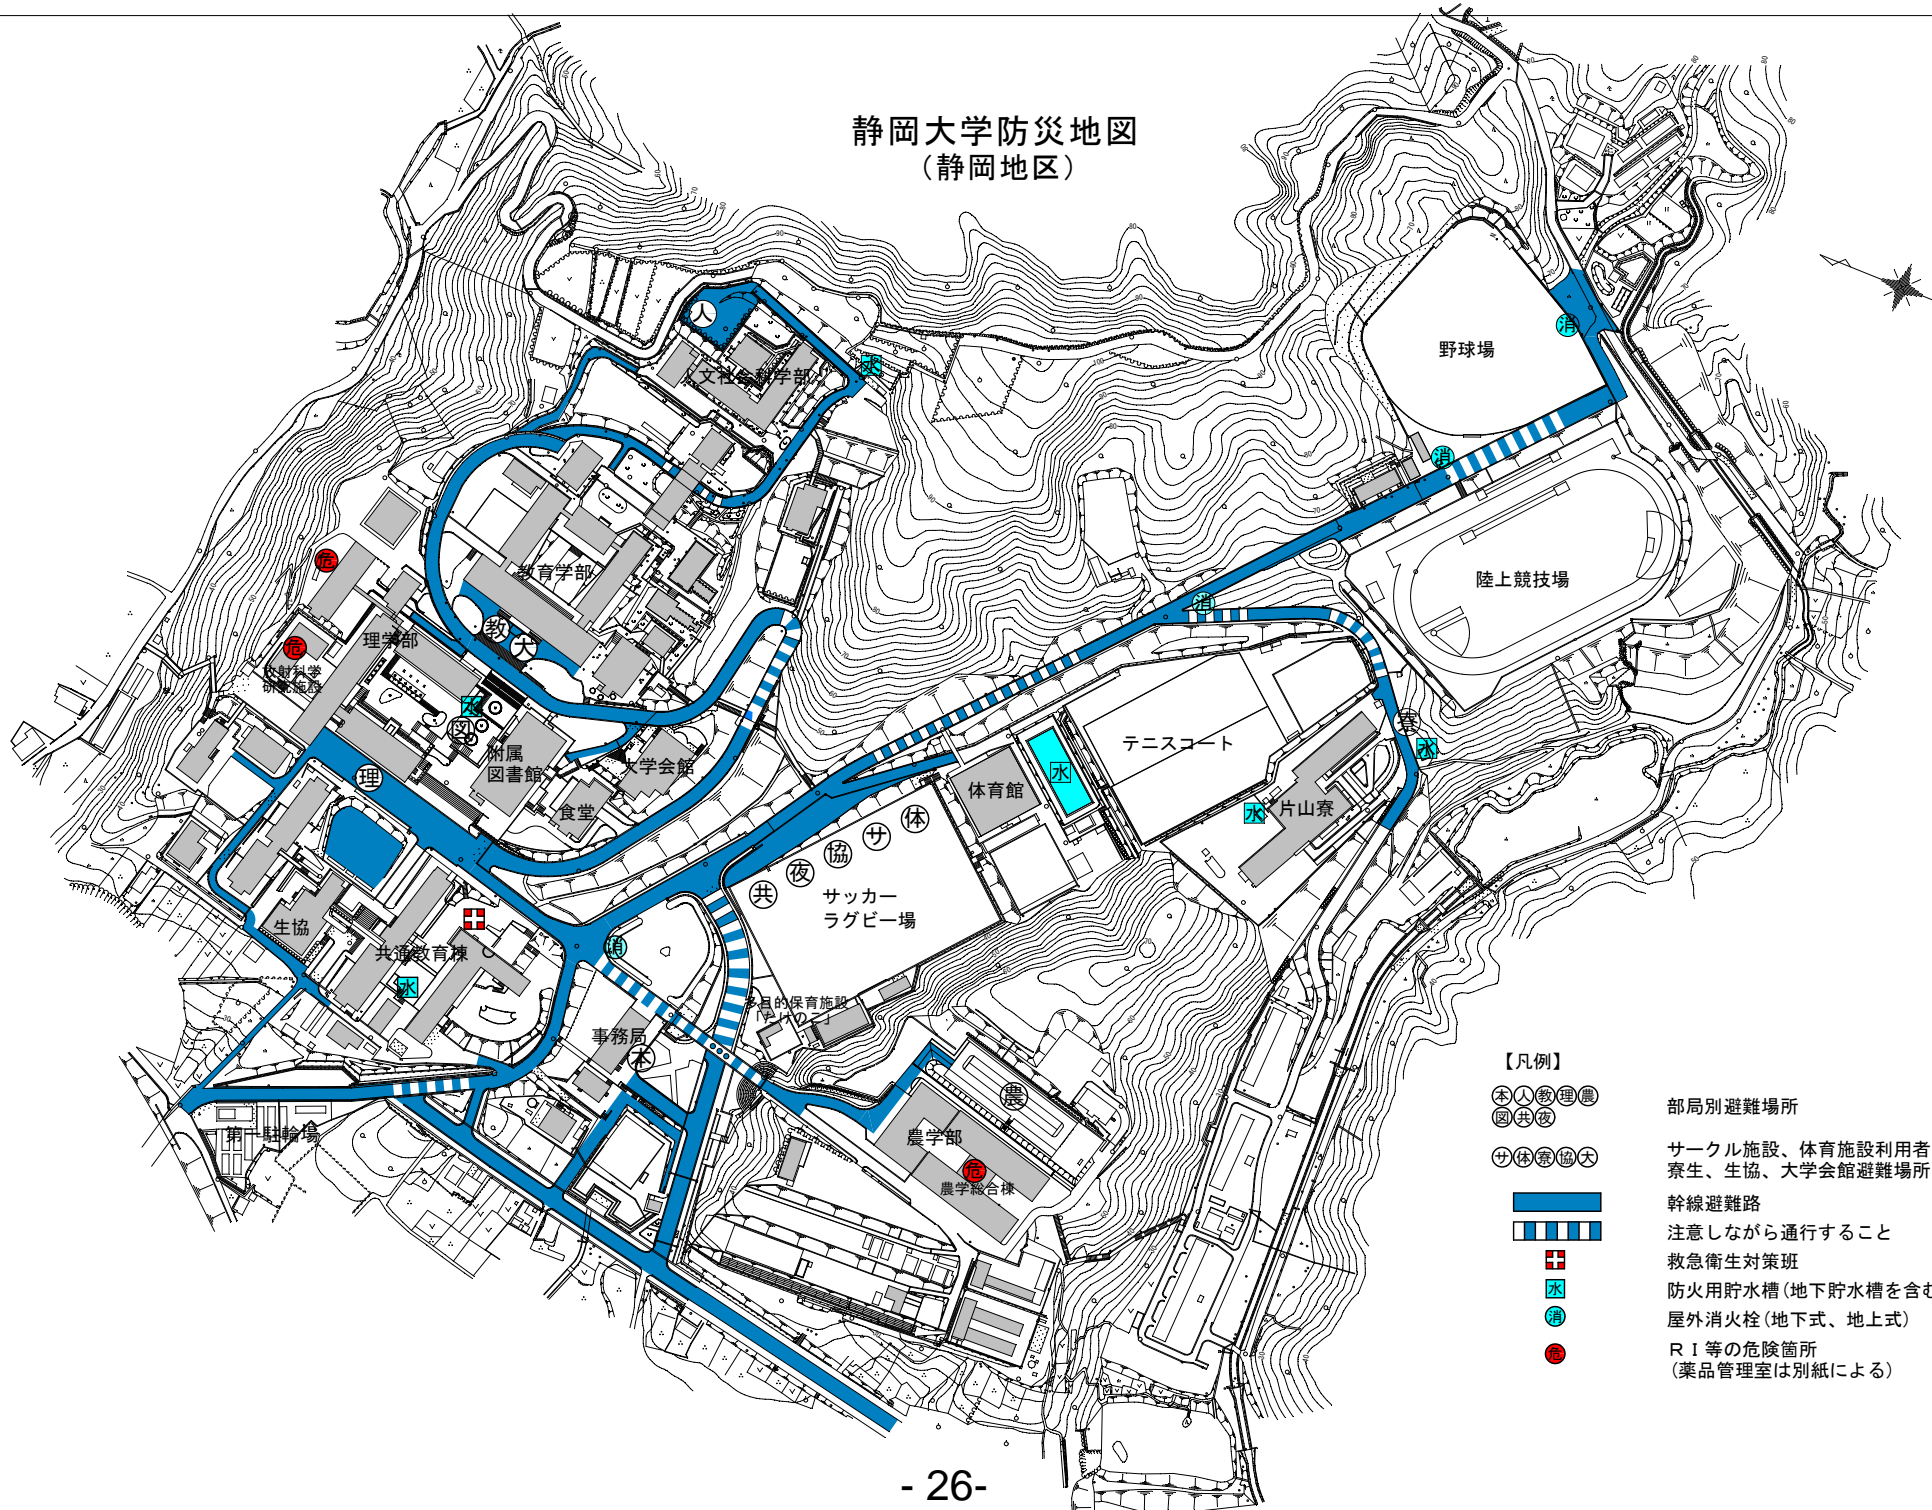 静岡大学防災地図
(静岡地区)
人
人文社会科学部
水
野球場
消
消
陸上競技場
消
教育学部
教
大
危
理学部
危
放射科学
研究施設
水
図
附属
図書館
大学会館
食堂
理
テニスコート
寮
水
体育館
水
水
片山寮
体
サ
協
夜
共
サッカー
ラグビー場
生協
共通教育棟
水
消
多目的保育施設
「たけのこ」
事務局
本
農
農学部
危
農学総合棟
第一駐輪場
【凡例】
本人教理農
図共夜
部局別避難場所
サ体寮協大
サークル施設、体育施設利用者
寮生、生協、大学会館避難場所
幹線避難路
注意しながら通行すること
救急衛生対策班
水
防火用貯水槽(地下貯水槽を含む
消
屋外消火栓(地下式、地上式)
危
RI等の危険箇所
(薬品管理室は別紙による)
- 26-